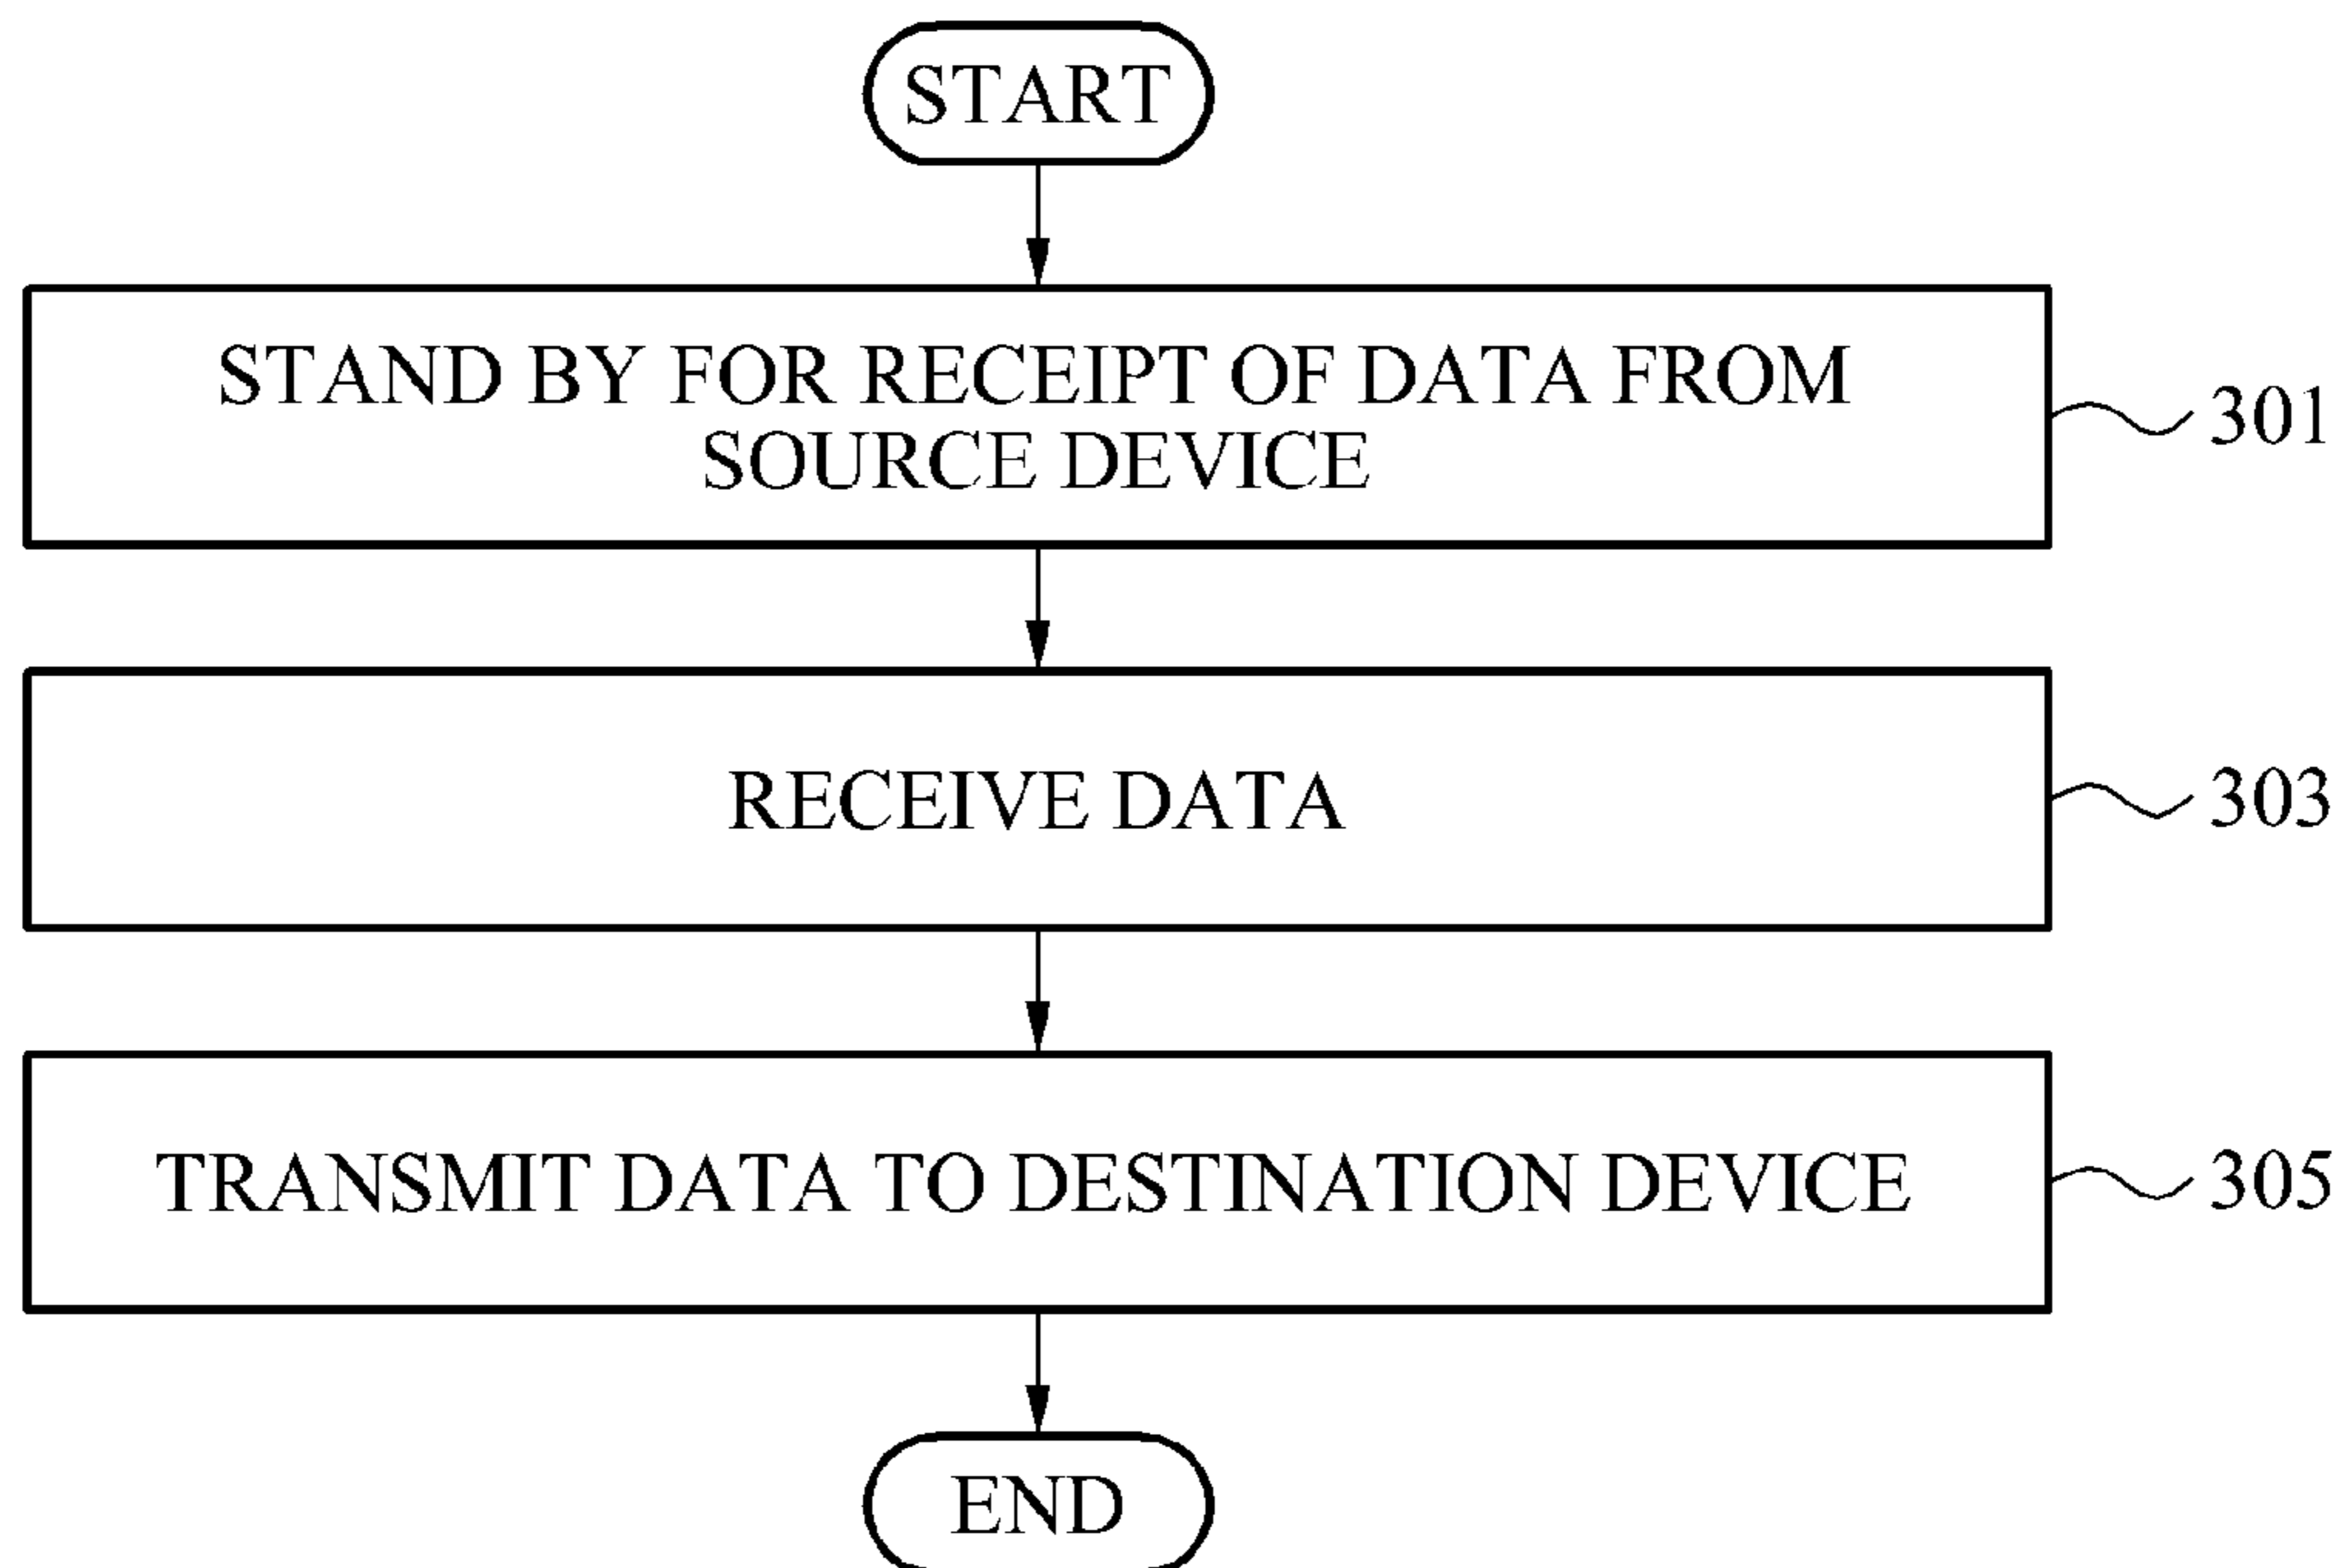 START
STAND BY FOR RECEIPT OF DATA FROM
SOURCE DEVICE
301
RECEIVE DATA
303
TRANSMIT DATA TO DESTINATION DEVICE
305
END